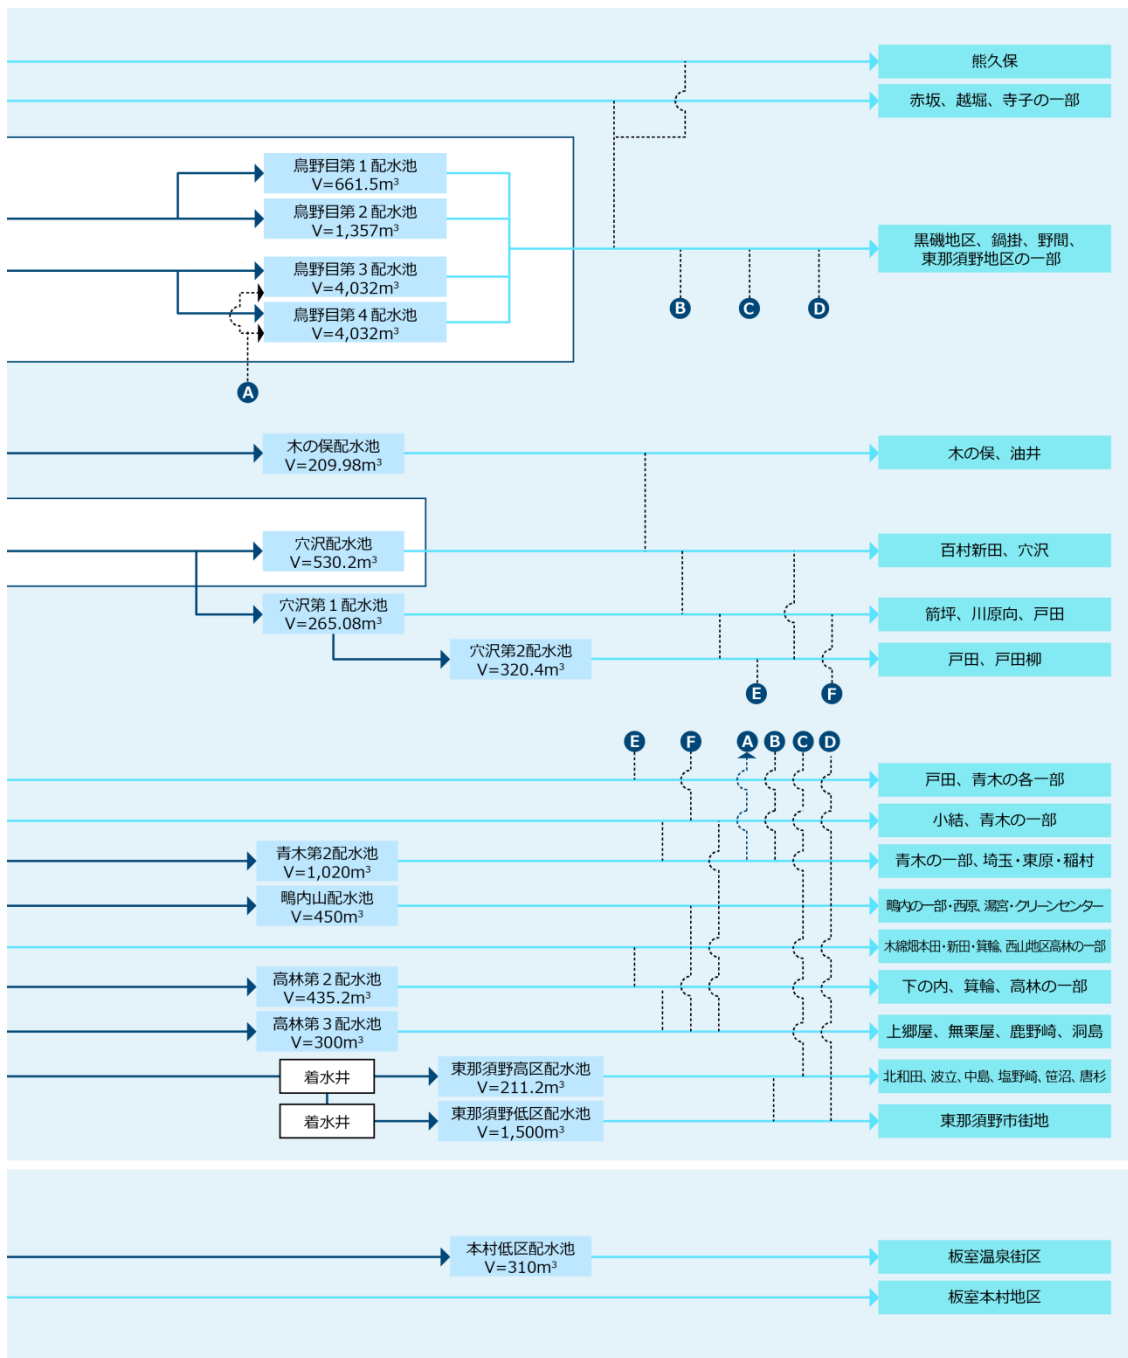 熊久保
赤坂、越堀、寺子の一部
鳥野目第１配水池
V=661.5m³
鳥野目第２配水池
V=1,357m³
黒磯地区、鍋掛、野間、
東那須野地区の一部
鳥野目第３配水池
V=4,032m³
鳥野目第４配水池
V=4,032m³
B
C
D
A
木の俣配水池
V=209.98m³
木の俣、油井
穴沢配水池
V=530.2m³
百村新田、穴沢
穴沢第１配水池
V=265.08m³
箭坪、川原向、戸田
穴沢第2配水池
V=320.4m³
戸田、戸田柳
E
F
E
F
A
B
C
D
戸田、青木の各一部
小結、青木の一部
青木第2配水池
V=1,020m³
青木の一部、埼玉・東原・稲村
鴫内山配水池
V=450m³
鴫内の一部・西原、湯宮・クリーンセンター
木綿畑本田・新田・箕輪、西山地区高林の一部
高林第２配水池
V=435.2m³
下の内、箕輪、高林の一部
高林第３配水池
V=300m³
上郷屋、無栗屋、鹿野崎、洞島
着水井
東那須野高区配水池
V=211.2m³
北和田、波立、中島、塩野崎、笹沼、唐杉
着水井
東那須野低区配水池
V=1,500m³
東那須野市街地
本村低区配水池
V=310m³
板室温泉街区
板室本村地区